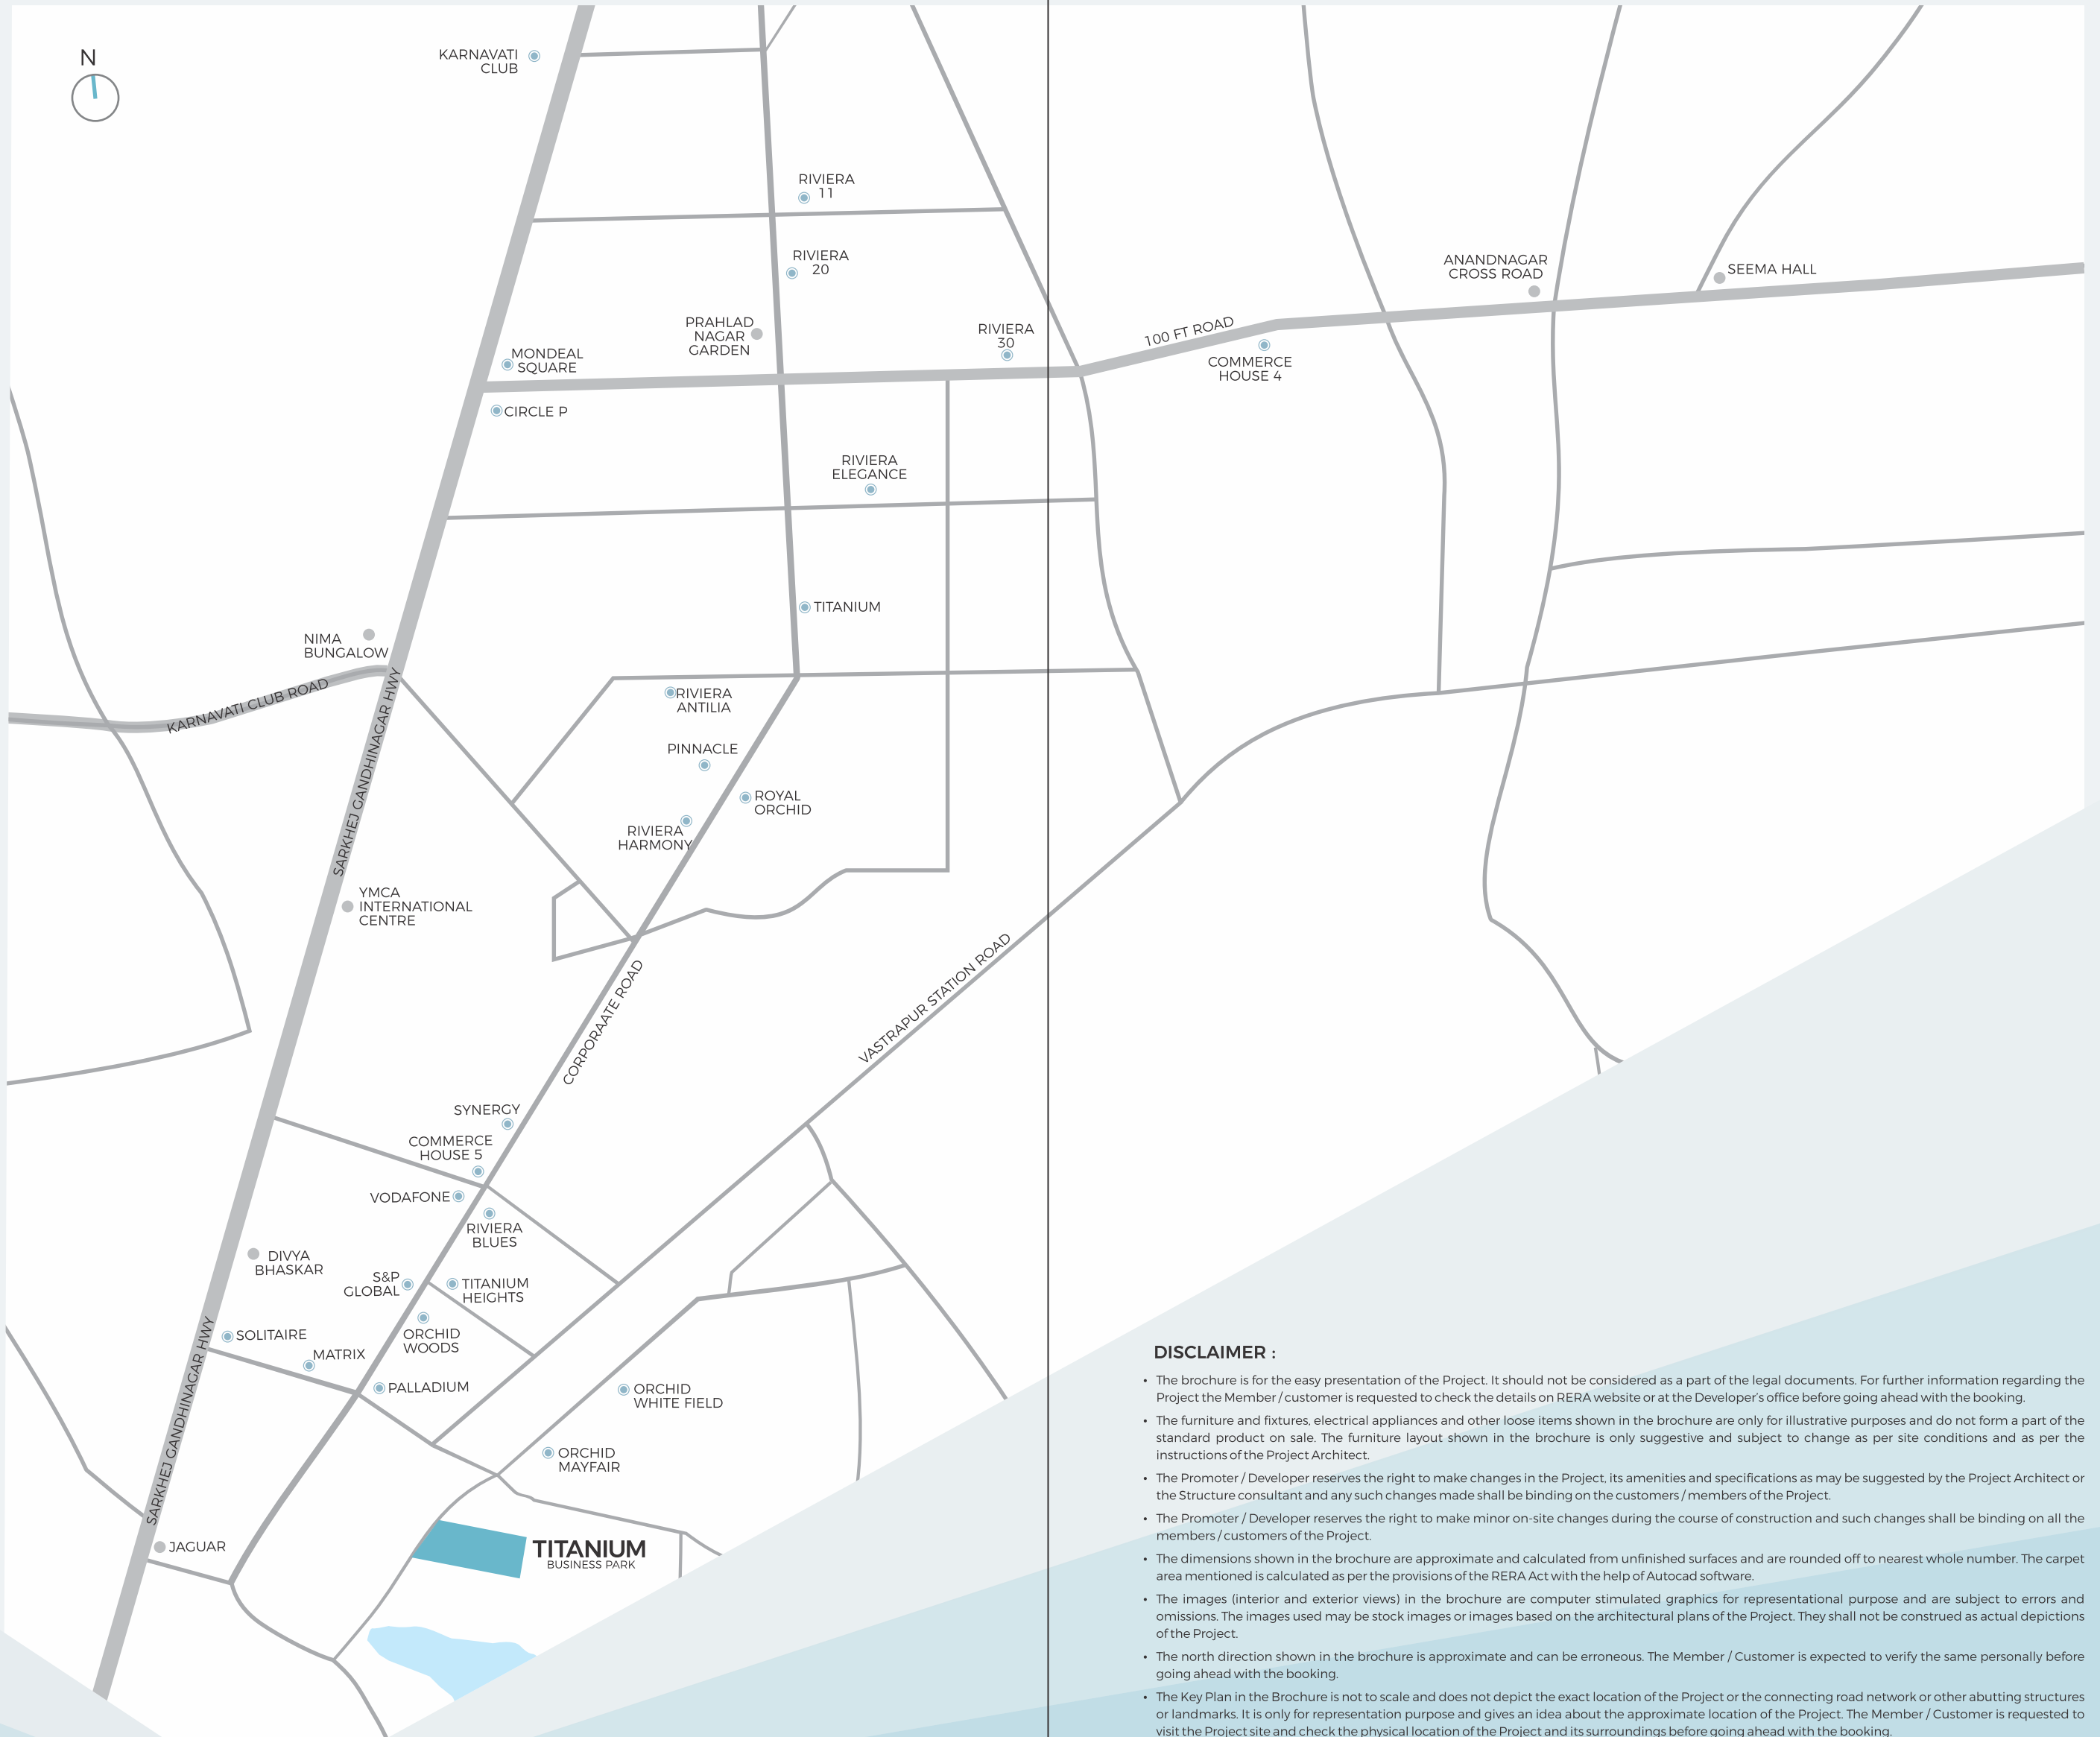 N
KARNAVATI
CLUB
RIVIERA
11
RIVIERA
20
ANANDNAGAR
CROSS ROAD
SEEMA HALL
PRAHLAD
NAGAR
GARDEN
RIVIERA
30
100 FT ROAD
MONDEAL
SQUARE
COMMERCE
HOUSE 4
CIRCLE P
RIVIERA
ELEGANCE
TITANIUM
NIMA
BUNGALOW
KARNAVATI CLUB ROAD
SARKHEJ GANDHINAGAR HWY
RIVIERA
ANTILIA
PINNACLE
ROYAL
ORCHID
RIVIERA
HARMONY
YMCA
INTERNATIONAL
CENTRE
CORPORAATE ROAD
VASTRAPUR STATION ROAD
SYNERGY
COMMERCE
HOUSE 5
VODAFONE
RIVIERA
BLUES
DIVYA
BHASKAR
S&P
GLOBAL
TITANIUM
HEIGHTS
ORCHID
WOODS
SOLITAIRE
MATRIX
PALLADIUM
SARKHEJ GANDHINAGAR HWY
ORCHID
WHITE FIELD
ORCHID
MAYFAIR
JAGUAR
TITANIUM
BUSINESS PARK
DISCLAIMER :
• The brochure is for the easy presentation of the Project. It should not be considered as a part of the legal documents. For further information regarding the
Project the Member / customer is requested to check the details on RERA website or at the Developer's office before going ahead with the booking.
• The furniture and fixtures, electrical appliances and other loose items shown in the brochure are only for illustrative purposes and do not form a part of the
standard product on sale. The furniture layout shown in the brochure is only suggestive and subject to change as per site conditions and as per the
instructions of the Project Architect.
• The Promoter / Developer reserves the right to make changes in the Project, its amenities and specifications as may be suggested by the Project Architect or
the Structure consultant and any such changes made shall be binding on the customers / members of the Project.
• The Promoter / Developer reserves the right to make minor on-site changes during the course of construction and such changes shall be binding on all the
members / customers of the Project.
• The dimensions shown in the brochure are approximate and calculated from unfinished surfaces and are rounded off to nearest whole number. The carpet
area mentioned is calculated as per the provisions of the RERA Act with the help of Autocad software.
• The images (interior and exterior views) in the brochure are computer stimulated graphics for representational purpose and are subject to errors and
omissions. The images used may be stock images or images based on the architectural plans of the Project. They shall not be construed as actual depictions
of the Project.
• The north direction shown in the brochure is approximate and can be erroneous. The Member / Customer is expected to verify the same personally before
going ahead with the booking.
• The Key Plan in the Brochure is not to scale and does not depict the exact location of the Project or the connecting road network or other abutting structures
or landmarks. It is only for representation purpose and gives an idea about the approximate location of the Project. The Member / Customer is requested to
visit the Project site and check the physical location of the Project and its surroundings before going ahead with the booking.